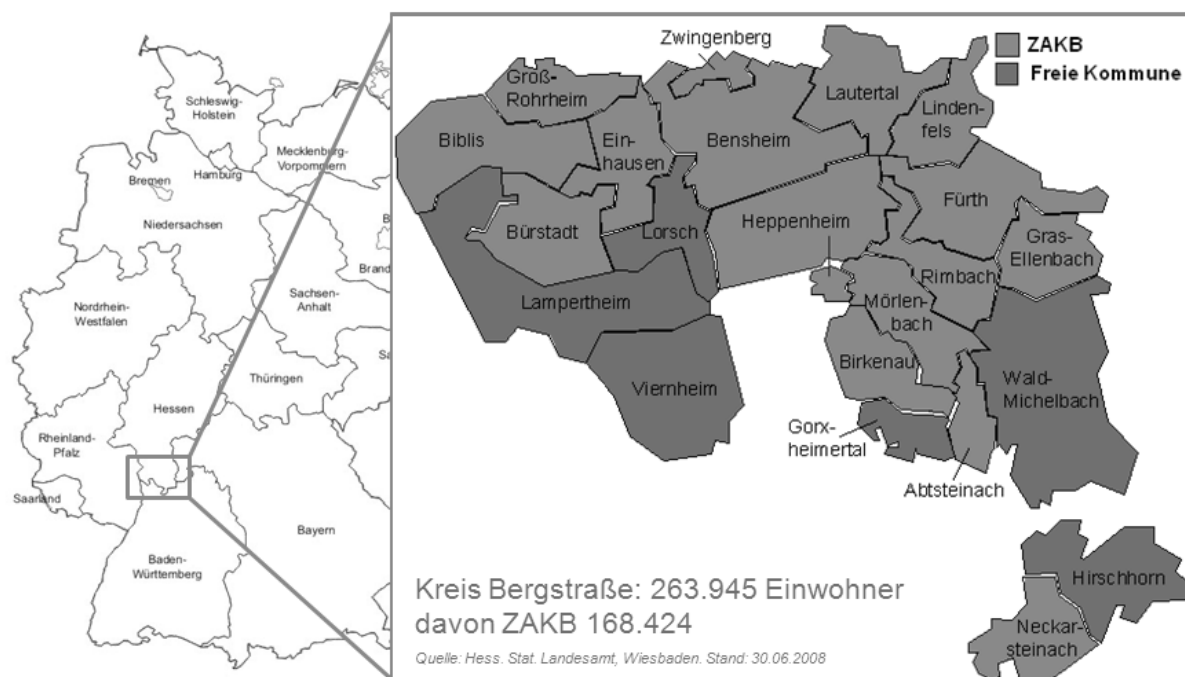 Schleswig-
Holstein
Mecklenburg-
Vorpommern
Hamburg
Bremen
Niedersachsen
B
Brand
Sachsen-
Anhalt
Nordrhein-
Westfalen
Sa
Thüringen
Hessen
Rheinland-
Pfalz
Saarland
Bayern
Baden-
Württemberg
ZAKB
Freie Kommune
Zwingenberg
Groß-
Rohrheim
Lautertal
Linden-
fels
Biblis
Ein-
hausen
Bensheim
Fürth
Bürstadt
Lorsch
Heppenheim
Gras-
Ellenbach
Rimbach
Lampertheim
Mörlen-
bach
Birkenau
Viernheim
Wald-
Michelbach
Gorx-
heimertal
Abtsteinach
Hirschhorn
Neckar-
steinach
Kreis Bergstraße: 263.945 Einwohner
davon ZAKB 168.424
Quelle: Hess. Stat. Landesamt, Wiesbaden. Stand: 30.06.2008